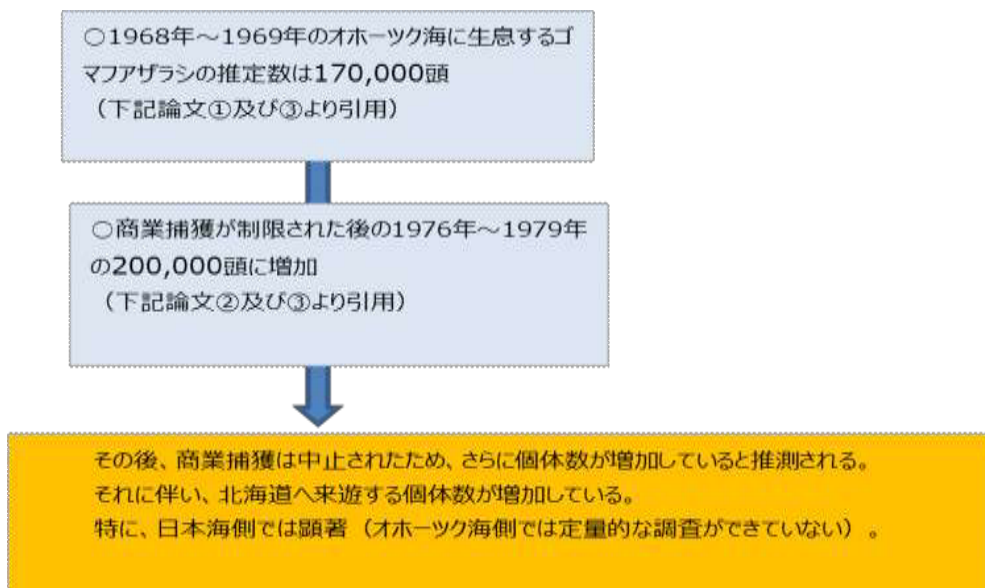 ○1968年～1969年のオホーツク海に生息するゴ
マフアザラシの推定数は170,000頭
（下記論文①及び③より引用）
○商業捕獲が制限された後の1976年～1979年
の200,000頭に増加
（下記論文②及び③より引用）
その後、商業捕獲は中止されたため、さらに個体数が増加していると推測される。
それに伴い、北海道へ来遊する個体数が増加している。
特に、日本海側では顕著（オホーツク海側では定量的な調査ができていない）。